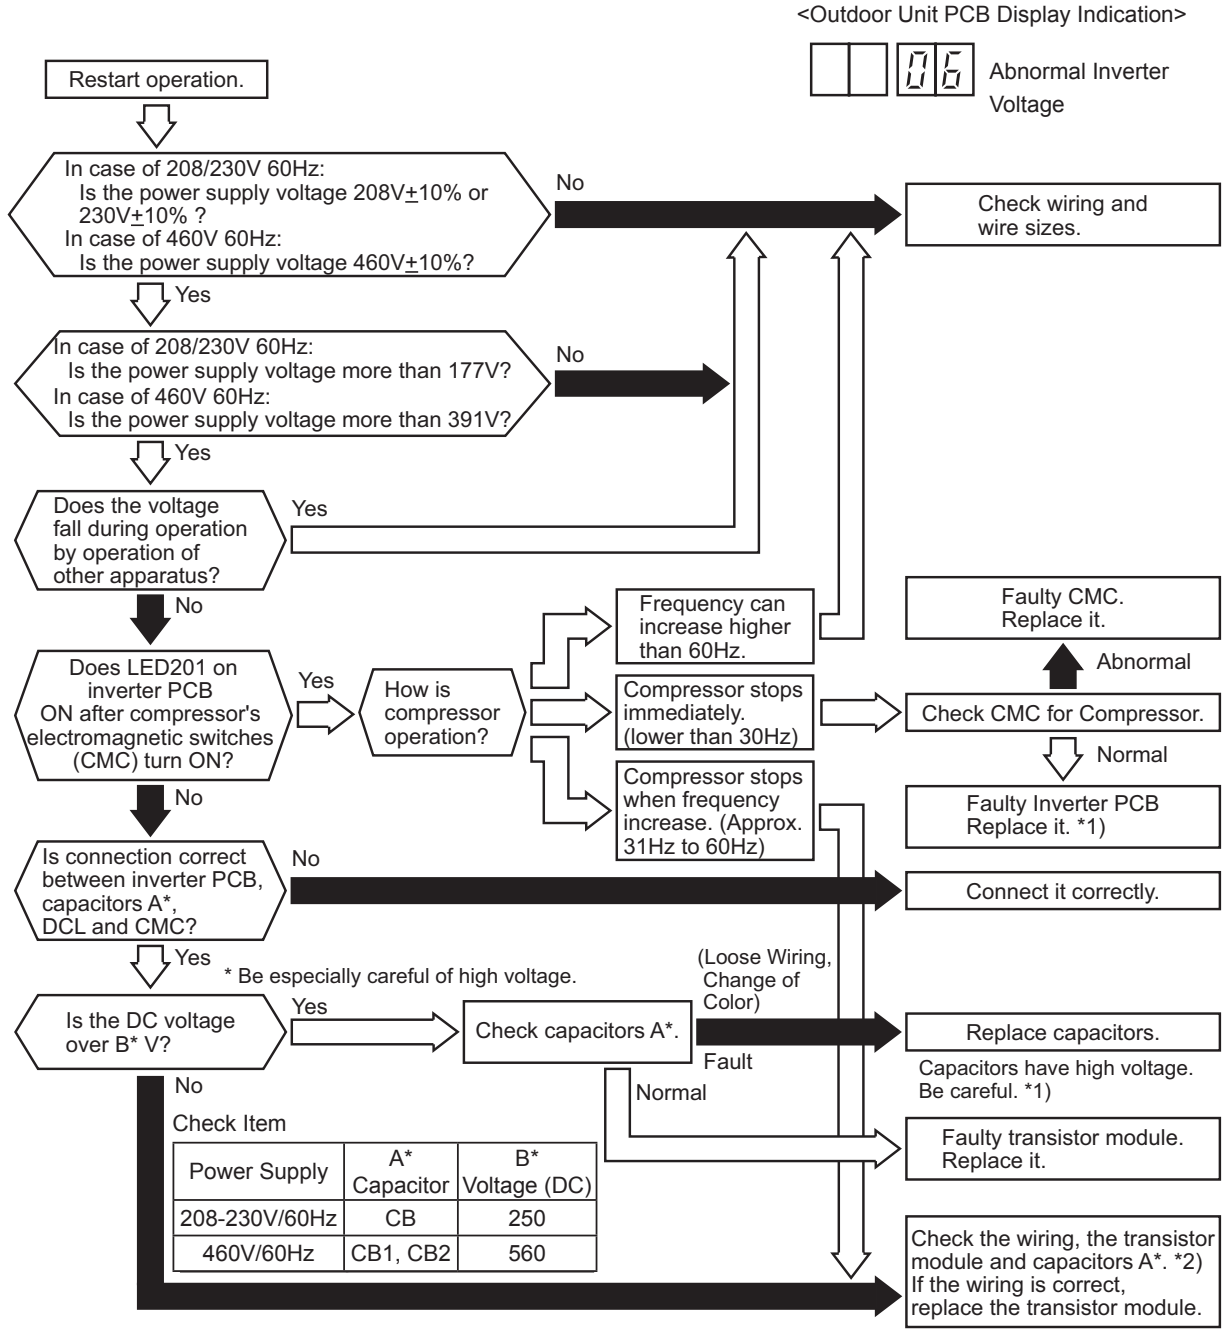 <Outdoor Unit PCB Display Indication>
06
Abnormal Inverter
Voltage
Restart operation.
In case of 208/230V 60Hz:
Is the power supply voltage 208V±10% or
230V±10% ?
In case of 460V 60Hz:
Is the power supply voltage 460V±10%?
No
Check wiring and
wire sizes.
Yes
In case of 208/230V 60Hz:
Is the power supply voltage more than 177V?
In case of 460V 60Hz:
Is the power supply voltage more than 391V?
No
Yes
Does the voltage
fall during operation
by operation of
other apparatus?
Yes
No
Does LED201 on
inverter PCB
ON after compressor's
electromagnetic switches
(CMC) turn ON?
Yes
How is
compressor
operation?
Frequency can
increase higher
than 60Hz.
Compressor stops
immediately.
(lower than 30Hz)
Compressor stops
when frequency
increase. (Approx.
31Hz to 60Hz)
Faulty CMC.
Replace it.
Abnormal
Check CMC for Compressor.
Normal
Faulty Inverter PCB
Replace it. *1)
No
Is connection correct
between inverter PCB,
capacitors A*,
DCL and CMC?
No
Connect it correctly.
Yes
* Be especially careful of high voltage.
Is the DC voltage
over B* V?
Yes
Check capacitors A*.
(Loose Wiring,
Change of
Color)
Fault
Replace capacitors.
Capacitors have high voltage.
Be careful. *1)
Normal
Faulty transistor module.
Replace it.
No
Check Item
Power Supply
A*
Capacitor
B*
Voltage (DC)
208-230V/60Hz
CB
250
460V/60Hz
CB1, CB2
560
Check the wiring, the transistor
module and capacitors A*. *2)
If the wiring is correct,
replace the transistor module.